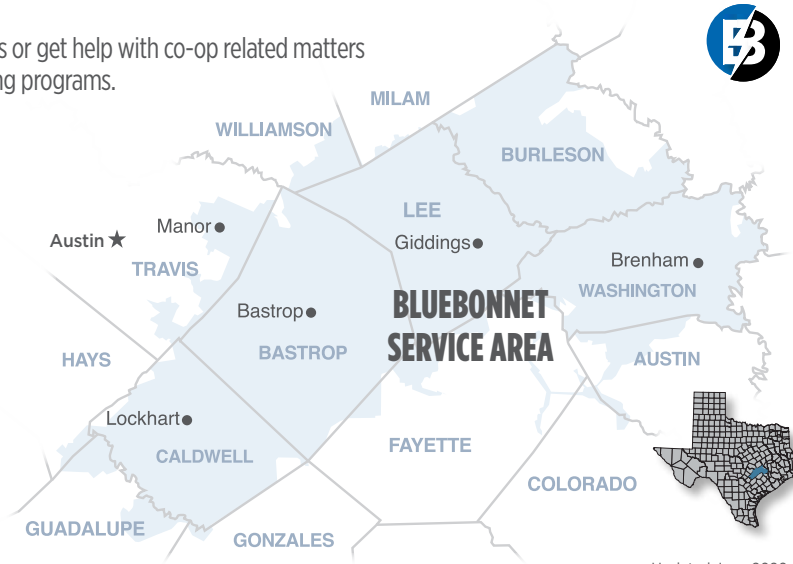 s or get help with co-op related matters
ng programs.
MILAM
WILLIAMSON
BURLESON
LEE
Manor
Austin
Giddings
Brenham
TRAVIS
WASHINGTON
Bastrop
BLUEBONNET
SERVICE AREA
BASTROP
HAYS
AUSTIN
Lockhart
FAYETTE
CALDWELL
COLORADO
GUADALUPE
GONZALES